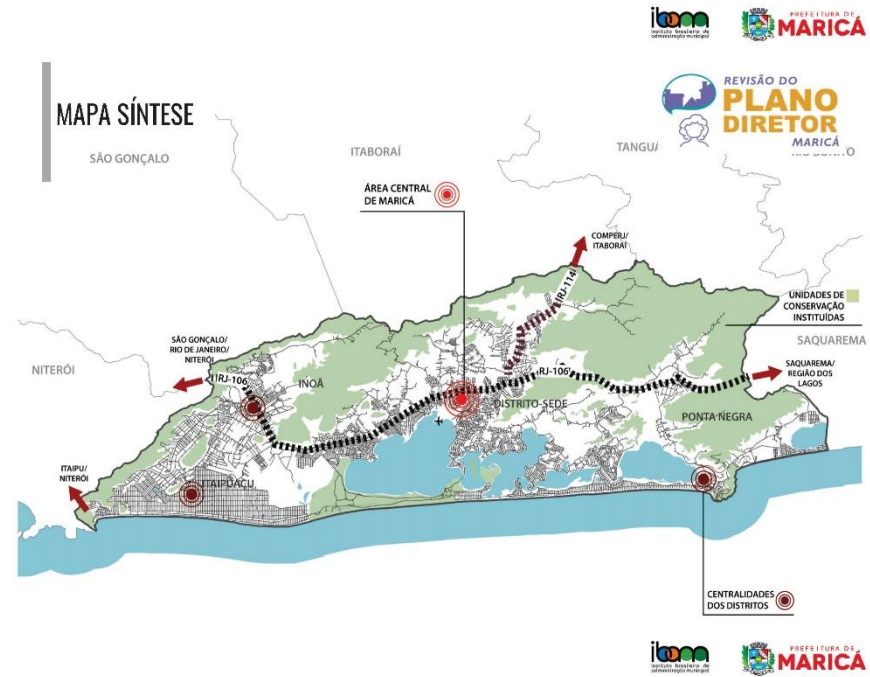 ibam
instituto brasileiro de
administração municipal
PREFEITURA DE
MARICÁ
REVISÃO DO
PLANO
DIRETOR
MARICÁ
MAPA SÍNTESE
SÃO GONÇALO
ITABORAÍ
TANGUÁ
RIO BONITO
ÁREA CENTRAL
DE MARICÁ
COMPERJ/
ITABORAÍ
RJ-114
UNIDADES DE
CONSERVAÇÃO
INSTITUÍDAS
SAQUAREMA
SÃO GONÇALO/
RIO DE JANEIRO/
NITERÓI
NITERÓI
RJ-106
INOÃ
RJ-106
SAQUAREMA/
REGIÃO DOS
LAGOS
DISTRITO-SEDE
PONTA NEGRA
ITAIPU/
NITERÓI
ITAIPUAÇU
CENTRALIDADES
DOS DISTRITOS
ibam
instituto brasileiro de
administração municipal
PREFEITURA DE
MARICÁ